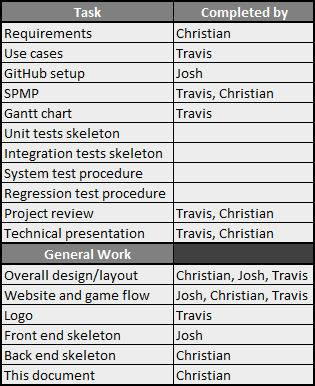 Task Completed by
Requirements Christian
Use cases Travis
GitHub setup Josh
SPMP Travis, Christian
Gantt chart Travis
Unit tests skeleton
Integration tests skeleton
System test procedure
Regression test procedure
Project review Travis, Christian
Technical presentation Travis, Christian
General Work
Overall design/layout Christian, Josh, Travis
Website and game flow Josh, Christian, Travis
Logo Travis
Front end skeleton Josh
Back end skeleton Christian
This document Christian